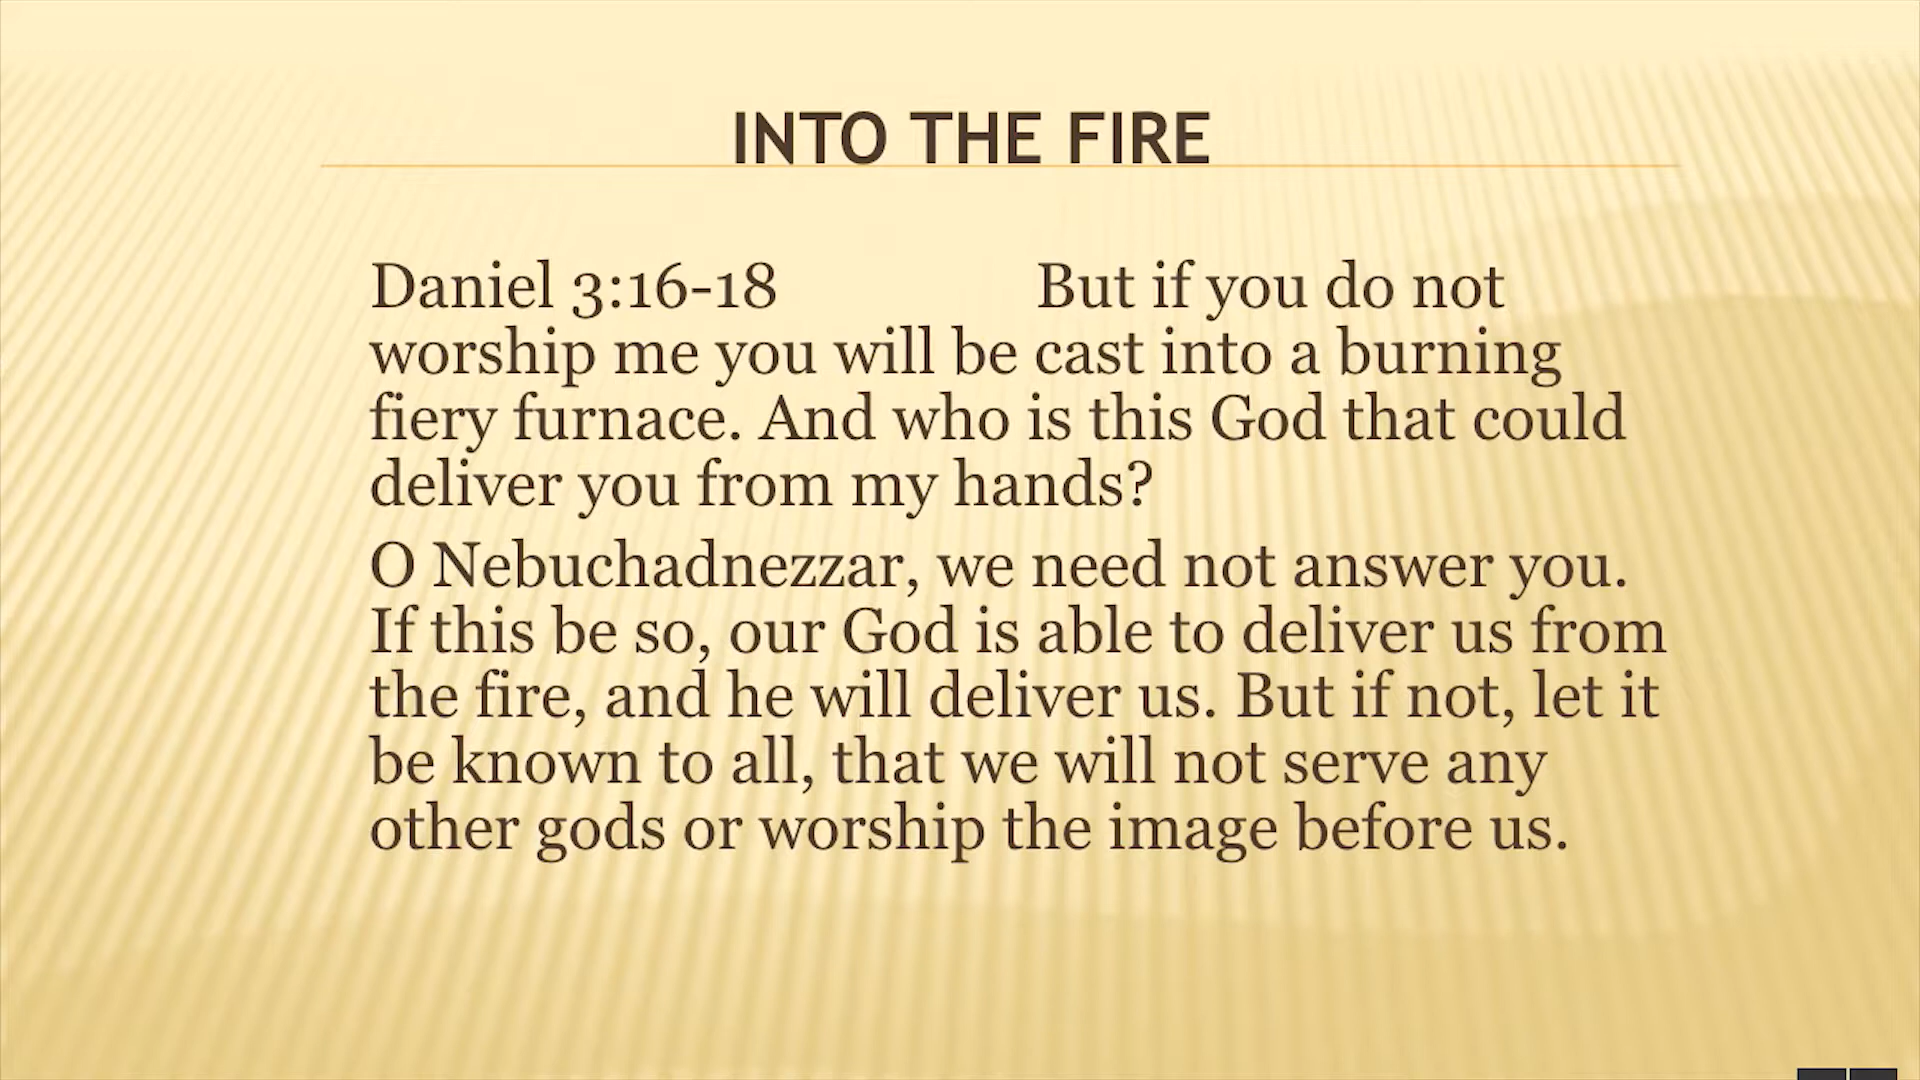 INTO THE FIRE
Daniel 3:16-18 But if you do not
worship me you will be cast into a burning
fiery furnace. And who is this God that could
deliver you from my hands?
O Nebuchadnezzar, we need not answer you.
If this be so, our God is able to deliver us from
the fire, and he will deliver us. But if not, let it
be known to all, that we will not serve any
other gods or worship the image before us.